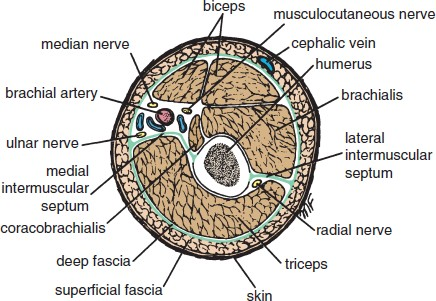 biceps
musculocutaneous nerve
median nerve
cephalic vein
humerus
brachial artery
brachialis
ulnar nerve
lateral
intermuscular
septum
medial
intermuscular
septum
coracobrachialis
radial nerve
deep fascia
triceps
superficial fascia
skin